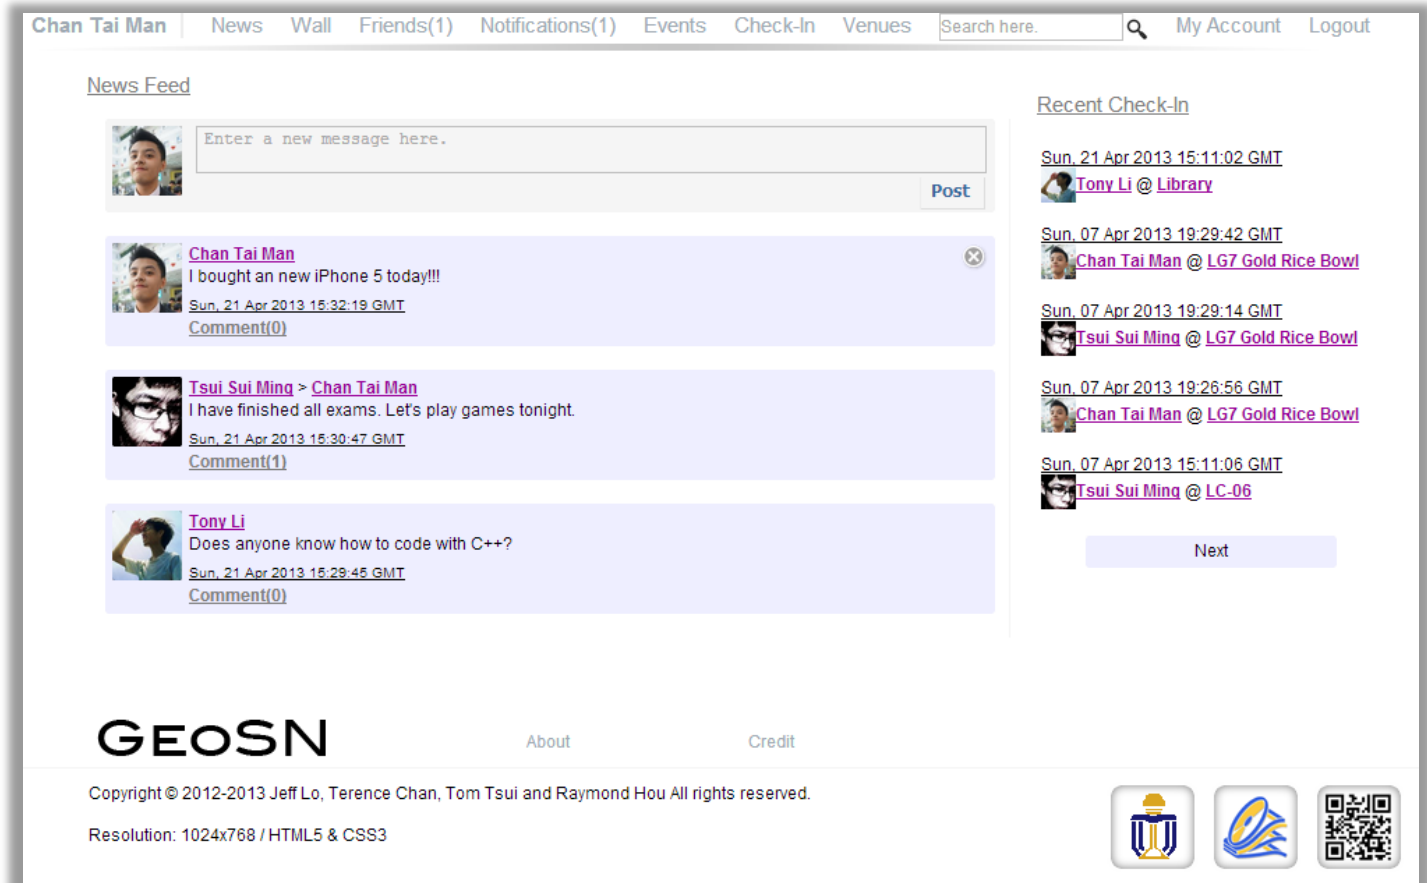 Chan Tai Man News Wall Friends(1) Notifications(1) Events Check-In Venues Search here. My Account Logout
News Feed
Enter a new message here.
Post
Chan Tai Man
I bought an new iPhone 5 today!!!
Sun, 21 Apr 2013 15:32:19 GMT
Comment(0)
Tsui Sui Ming > Chan Tai Man
I have finished all exams. Let's play games tonight.
Sun, 21 Apr 2013 15:30:47 GMT
Comment(1)
Tony Li
Does anyone know how to code with C++?
Sun, 21 Apr 2013 15:29:45 GMT
Comment(0)
Recent Check-In
Sun, 21 Apr 2013 15:11:02 GMT
Tony Li @ Library
Sun, 07 Apr 2013 19:29:42 GMT
Chan Tai Man @ LG7 Gold Rice Bowl
Sun, 07 Apr 2013 19:29:14 GMT
Tsui Sui Ming @ LG7 Gold Rice Bowl
Sun, 07 Apr 2013 19:26:56 GMT
Chan Tai Man @ LG7 Gold Rice Bowl
Sun, 07 Apr 2013 15:11:06 GMT
Tsui Sui Ming @ LC-06
Next
GEOSN About Credit
Copyright © 2012-2013 Jeff Lo, Terence Chan, Tom Tsui and Raymond Hou All rights reserved.
Resolution: 1024x768 / HTML5 & CSS3